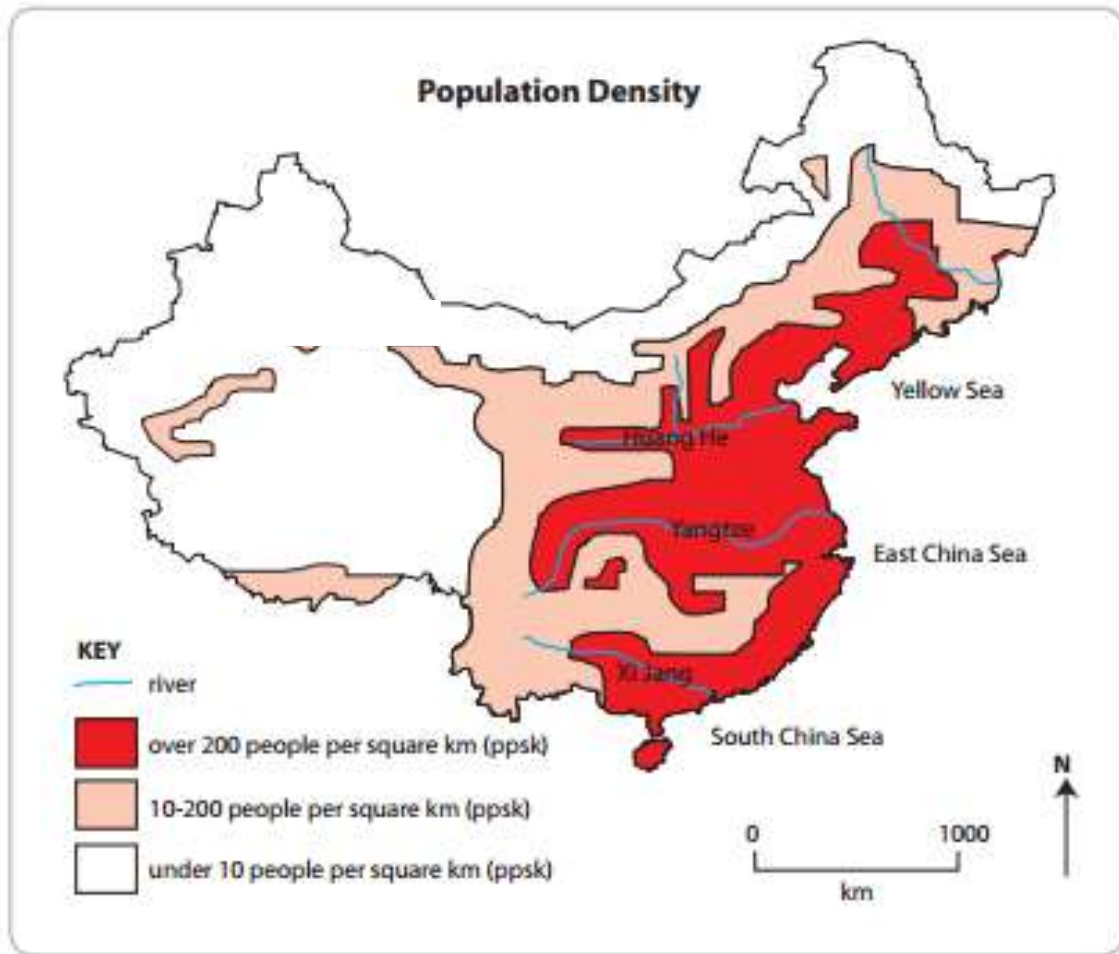 Population Density
Yellow Sea
Huang He
Yangtze
East China Sea
KEY
river
Xi Jang
over 200 people per square km (ppsk)
South China Sea
10-200 people per square km (ppsk)
under 10 people per square km (ppsk)
N
0 1000
km